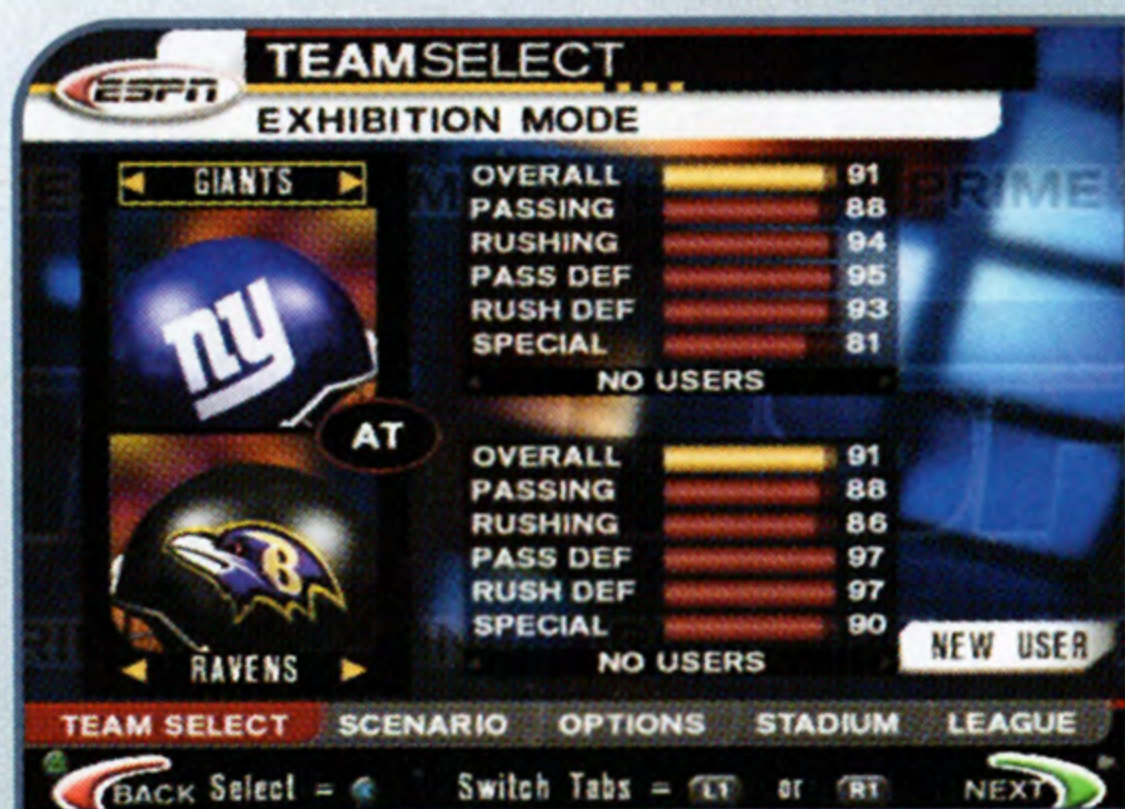 ESPN
TEAMSELECT
EXHIBITION MODE
GIANTS
OVERALL 91
PASSING 88
RUSHING 94
PASS DEF 95
RUSH DEF 93
SPECIAL 81
NO USERS
ny
AT
OVERALL 91
PASSING 88
RUSHING 86
PASS DEF 97
RUSH DEF 97
SPECIAL 90
NO USERS
B
RAVENS
NEW USER
PRIME
TEAM SELECT SCENARIO OPTIONS STADIUM LEAGUE
BACK Select = Switch Tabs = L1 or R1 NEXT